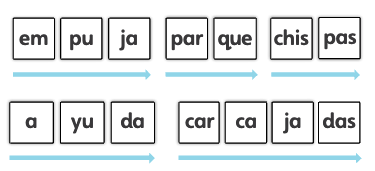 em pu ja par que chis pas
a yu da car ca ja das